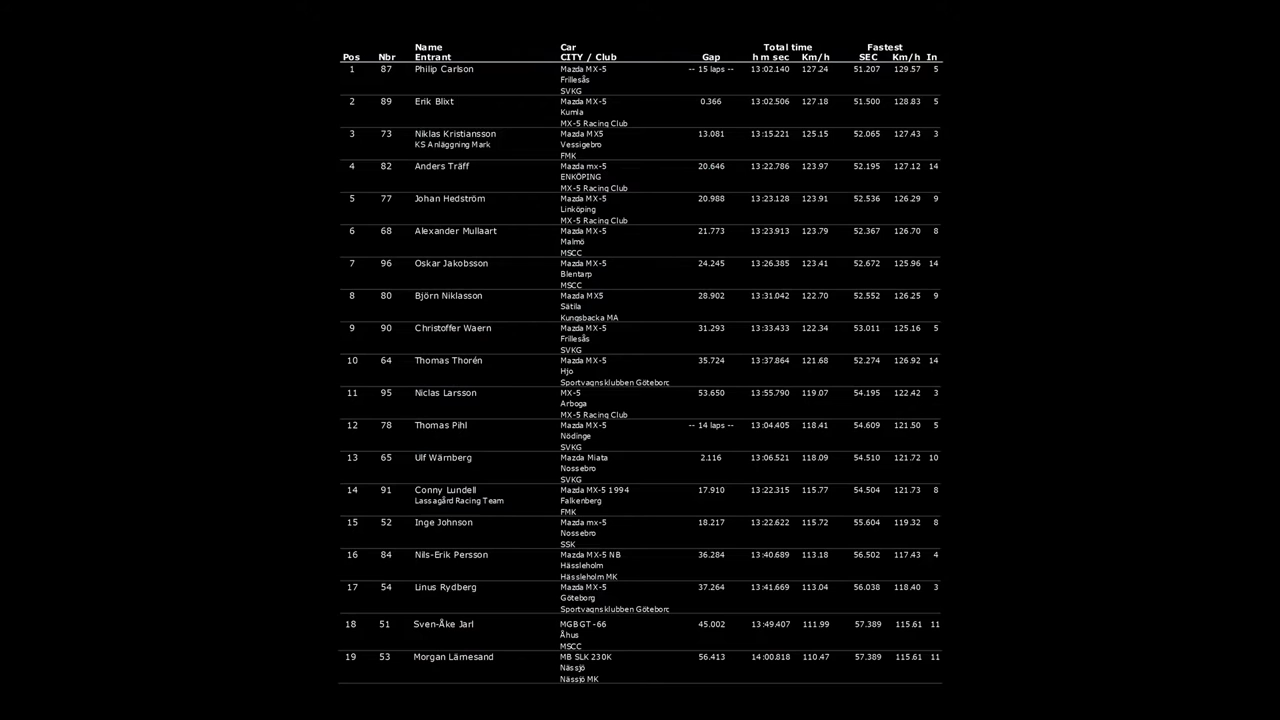 Name Car Total time Fastest
Pos Nbr Entrant CITY / Club Gap h m sec Km/h SEC Km/h In
1 87 Philip Carlson Mazda MX-5 -- 15 laps -- 13:02.140 127.24 51.207 129.57 5
Frillesås
SVKG
2 89 Erik Blixt Mazda MX-5 0.366 13:02.506 127.18 51.500 128.83 5
Kumla
MX-5 Racing Club
3 73 Niklas Kristiansson Mazda MX5 13.081 13:15.221 125.15 52.065 127.43 3
KS Anläggning Mark Vessigebro
FMK
4 82 Anders Träff Mazda mx-5 20.646 13:22.786 123.97 52.195 127.12 14
ENKÖPING
MX-5 Racing Club
5 77 Johan Hedström Mazda MX-5 20.988 13:23.128 123.91 52.536 126.29 9
Linköping
MX-5 Racing Club
6 68 Alexander Mullaart Mazda MX-5 21.773 13:23.913 123.79 52.367 126.70 8
Malmö
MSCC
7 96 Oskar Jakobsson Mazda MX-5 24.245 13:26.385 123.41 52.672 125.96 14
Blentarp
MSCC
8 80 Björn Niklasson Mazda MX5 28.902 13:31.042 122.70 52.552 126.25 9
Sätila
Kungsbacka MA
9 90 Christoffer Waern Mazda MX-5 31.293 13:33.433 122.34 53.011 125.16 5
Frillesås
SVKG
10 64 Thomas Thorén Mazda MX-5 35.724 13:37.864 121.68 52.274 126.92 14
Hjo
Sportvagnsklubben Göteborg
11 95 Niclas Larsson MX-5 53.650 13:55.790 119.07 54.195 122.42 3
Arboga
MX-5 Racing Club
12 78 Thomas Pihl Mazda MX-5 -- 14 laps -- 13:04.405 118.41 54.609 121.50 5
Nödinge
SVKG
13 65 Ulf Wärnberg Mazda Miata 2.116 13:06.521 118.09 54.510 121.72 10
Nossebro
SVKG
14 91 Conny Lundell Mazda MX-5 1994 17.910 13:22.315 115.77 54.504 121.73 8
Lassagård Racing Team Falkenberg
FMK
15 52 Inge Johnson Mazda mx-5 18.217 13:22.622 115.72 55.604 119.32 8
Nossebro
SSK
16 84 Nils-Erik Persson Mazda MX-5 NB 36.284 13:40.689 113.18 56.502 117.43 4
Hässleholm
Hässleholm MK
17 54 Linus Rydberg Mazda MX-5 37.264 13:41.669 113.04 56.038 118.40 3
Göteborg
Sportvagnsklubben Göteborg
18 51 Sven-Åke Jarl MGB GT -66 45.002 13:49.407 111.99 57.389 115.61 11
Åhus
MSCC
19 53 Morgan Lämesand MB SLK 230K 56.413 14:00.818 110.47 57.389 115.61 11
Nässjö
Nässjö MK